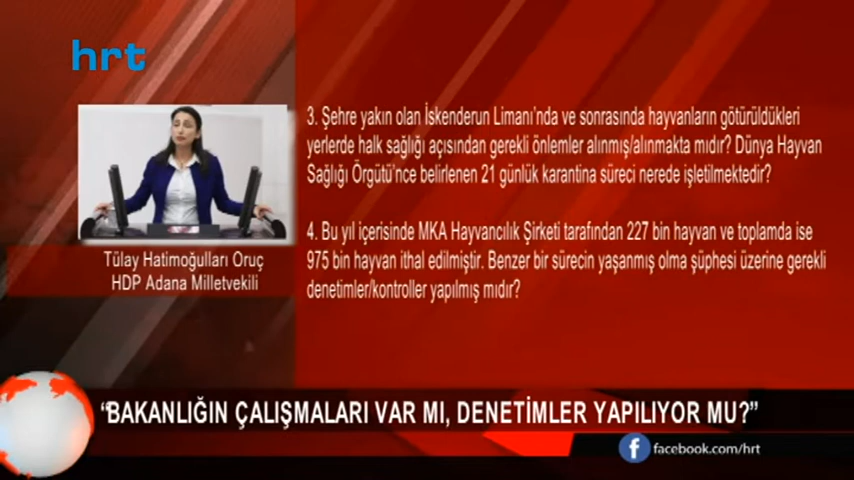 hrt
3. Şehre yakın olan İskenderun Limanı'nda ve sonrasında hayvanların götürüldükleri
yerlerde halk sağlığı açısından gerekli önlemler alınmış/alınmakta mıdır? Dünya Hayvan
Sağlığı Örgütü'nce belirlenen 21 günlük karantina süreci nerede işletilmektedir?
4. Bu yıl içerisinde MKA Hayvancılık Şirketi tarafından 227 bin hayvan ve toplamda ise
975 bin hayvan ithal edilmiştir. Benzer bir sürecin yaşanmış olma şüphesi üzerine gerekli
denetimler/kontroller yapılmış mıdır?
Tülay Hatimoğulları Oruç
HDP Adana Milletvekili
“BAKANLIĞIN ÇALIŞMALARI VAR MI, DENETİMLER YAPILIYOR MU?”
facebook.com/hrt